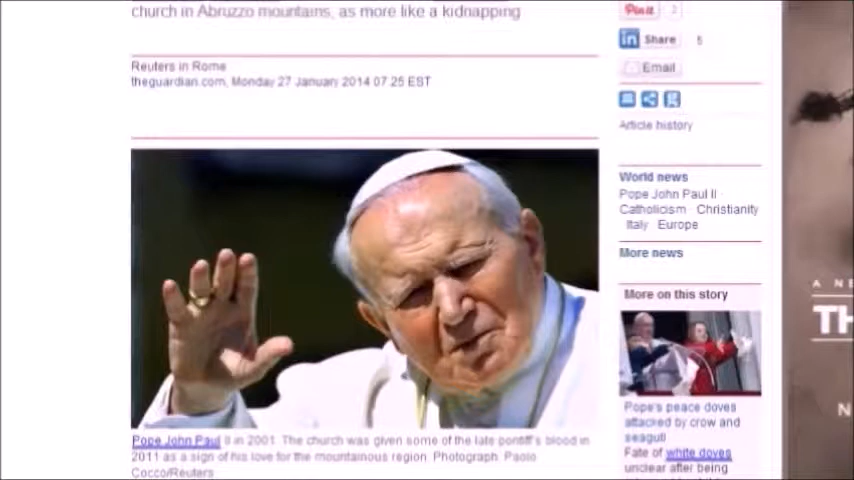 church in Abruzzo mountains, as more like a kidnapping
Reuters in Rome
theguardian.com, Monday 27 January 2014 07.25 EST
Pope John Paul II in 2001. The church was given some of the late pontiff's blood in
2011 as a sign of his love for the mountainous region. Photograph: Paolo
Cocco/Reuters
Pin it
Share 5
Email
Article history
World news
Pope John Paul II ·
Catholicism · Christianity
· Italy · Europe
More news
More on this story
Pope's peace doves
attacked by crow and
seagull
Fate of white doves
unclear after being
A NE
TH
N